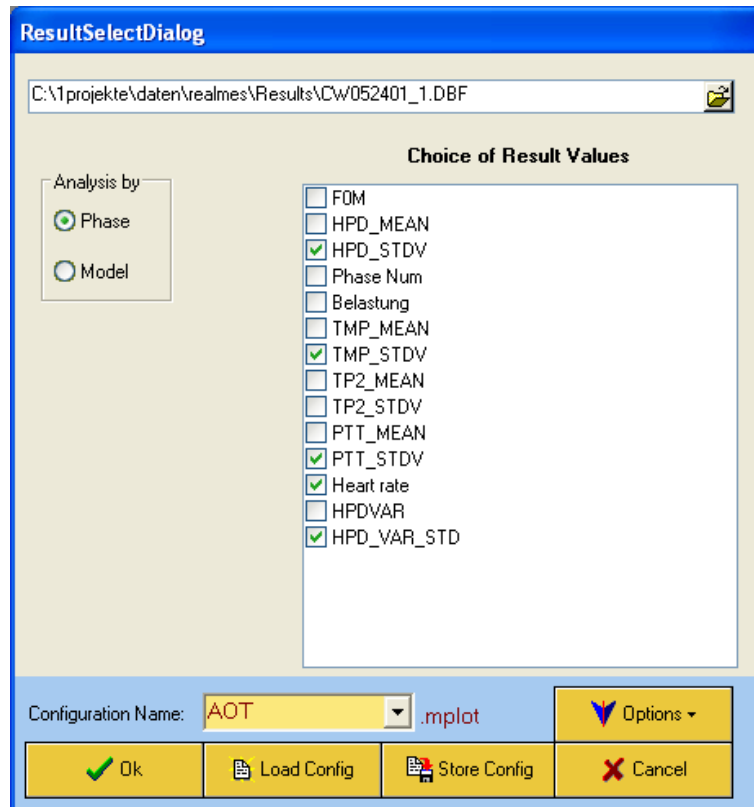 ResultSelectDialog
C:\1projekte\daten\realmes\Results\CW052401_1.DBF
Choice of Result Values
Analysis by
Phase
Model
F0M
HPD_MEAN
HPD_STDV
Phase Num
Belastung
TMP_MEAN
TMP_STDV
TP2_MEAN
TP2_STDV
PTT_MEAN
PTT_STDV
Heart rate
HPDVAR
HPD_VAR_STD
Configuration Name: AOT .mplot Options
Ok Load Config Store Config Cancel